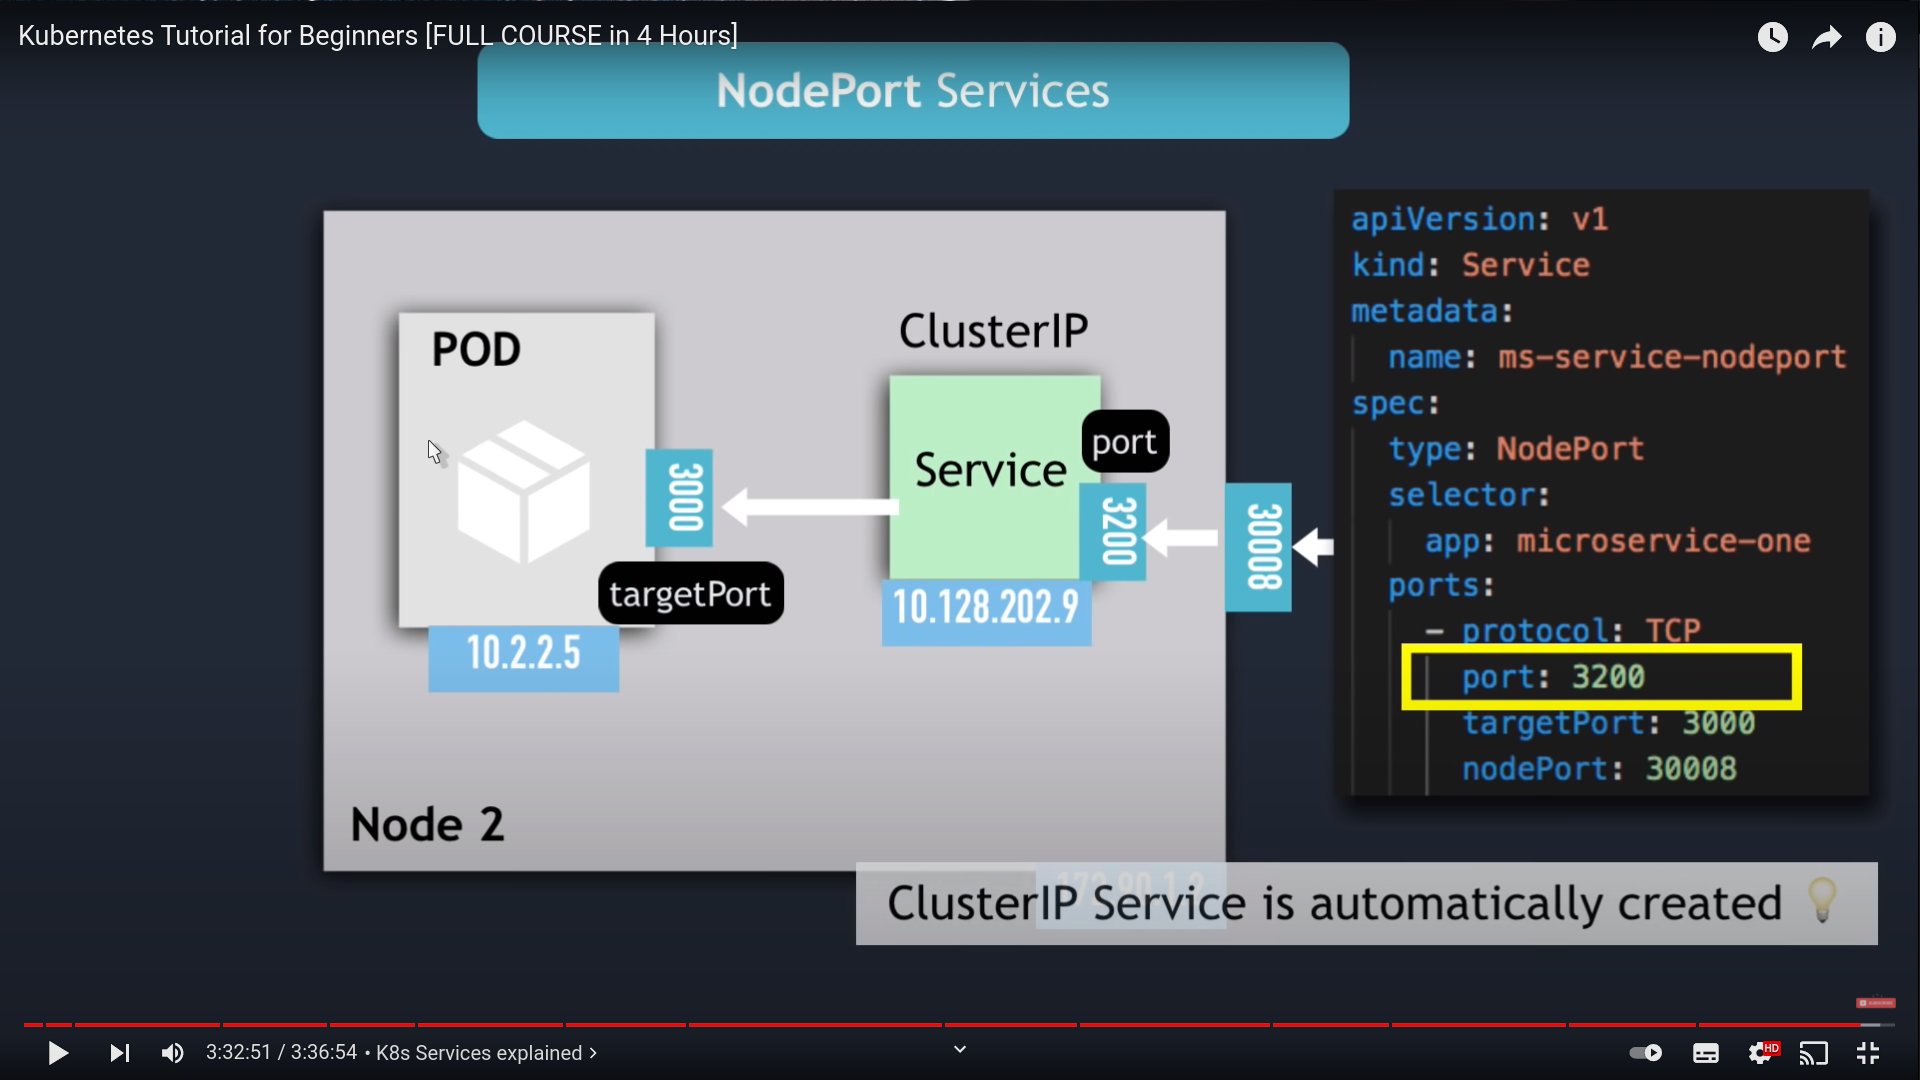 Kubernetes Tutorial for Beginners [FULL COURSE in 4 Hours]
NodePort Services
POD
3000
targetPort
10.2.2.5
ClusterIP
Service
port
3200
10.128.202.9
30008
Node 2
apiVersion: v1
kind: Service
metadata:
name: ms-service-nodeport
spec:
type: NodePort
selector:
app: microservice-one
ports:
- protocol: TCP
port: 3200
targetPort: 3000
nodePort: 30008
ClusterIP Service is automatically created
SUBSCRIBE
3:32:51 / 3:36:54 • K8s Services explained >
HD